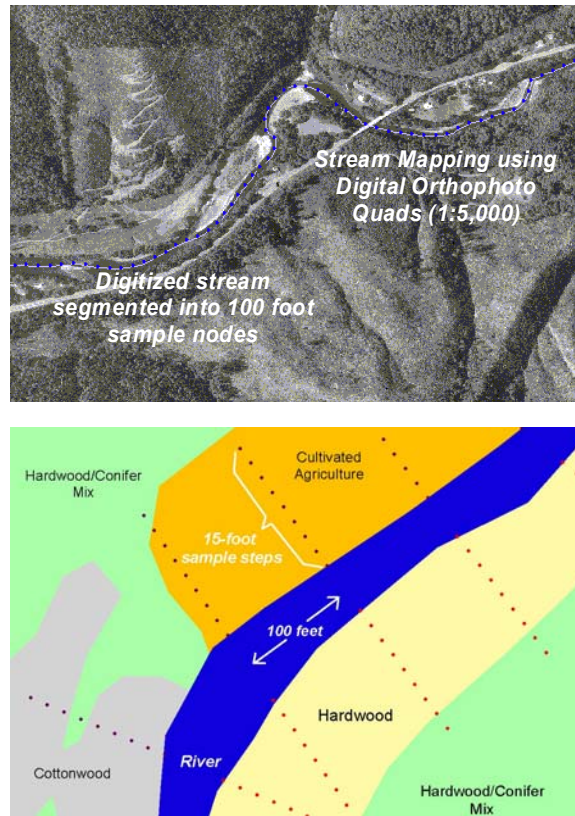 Stream Mapping using
Digital Orthophoto
Quads (1:5,000)
Digitized stream
segmented into 100 foot
sample nodes
Hardwood/Conifer
Mix
Cultivated
Agriculture
15-foot
sample steps
100 feet
Hardwood
River
Cottonwood
Hardwood/Conifer
Mix